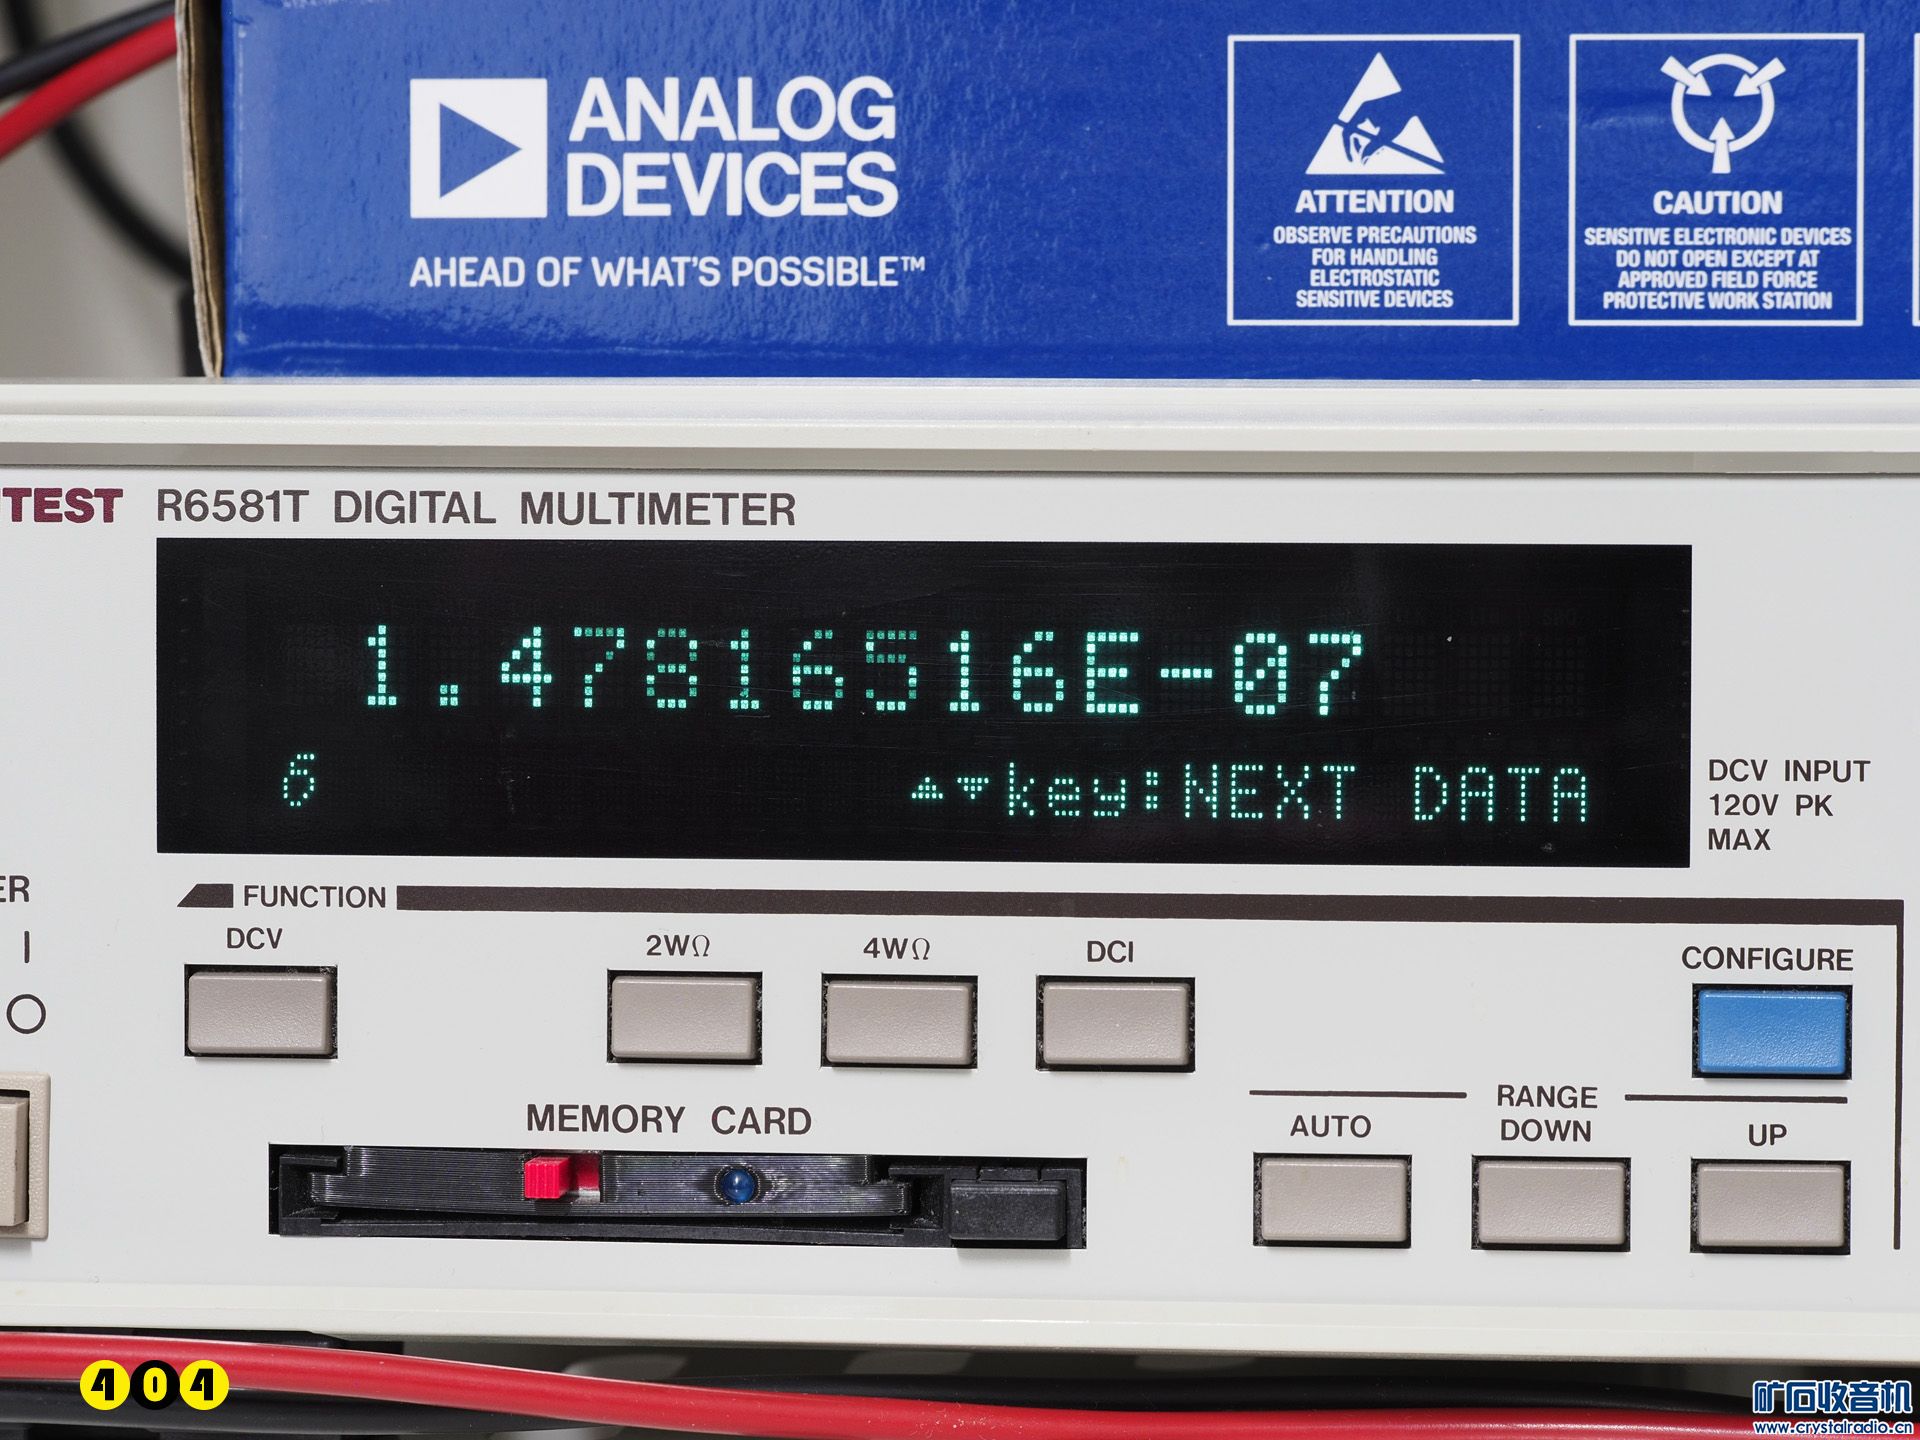 ANALOG
DEVICES
AHEAD OF WHAT'S POSSIBLE™
ATTENTION
OBSERVE PRECAUTIONS
FOR HANDLING
ELECTROSTATIC
SENSITIVE DEVICES
CAUTION
SENSITIVE ELECTRONIC DEVICES
DO NOT OPEN EXCEPT AT
APPROVED FIELD FORCE
PROTECTIVE WORK STATION
TEST R6581T DIGITAL MULTIMETER
1.47816516E-07
σ̄ ▲▼key:NEXT DATA
DCV INPUT
120V PK
MAX
ER
I
O
FUNCTION
DCV
2WΩ
4WΩ
DCI
CONFIGURE
MEMORY CARD
RANGE
AUTO
DOWN
UP
404
矿石收音机
www.crystalradio.cn